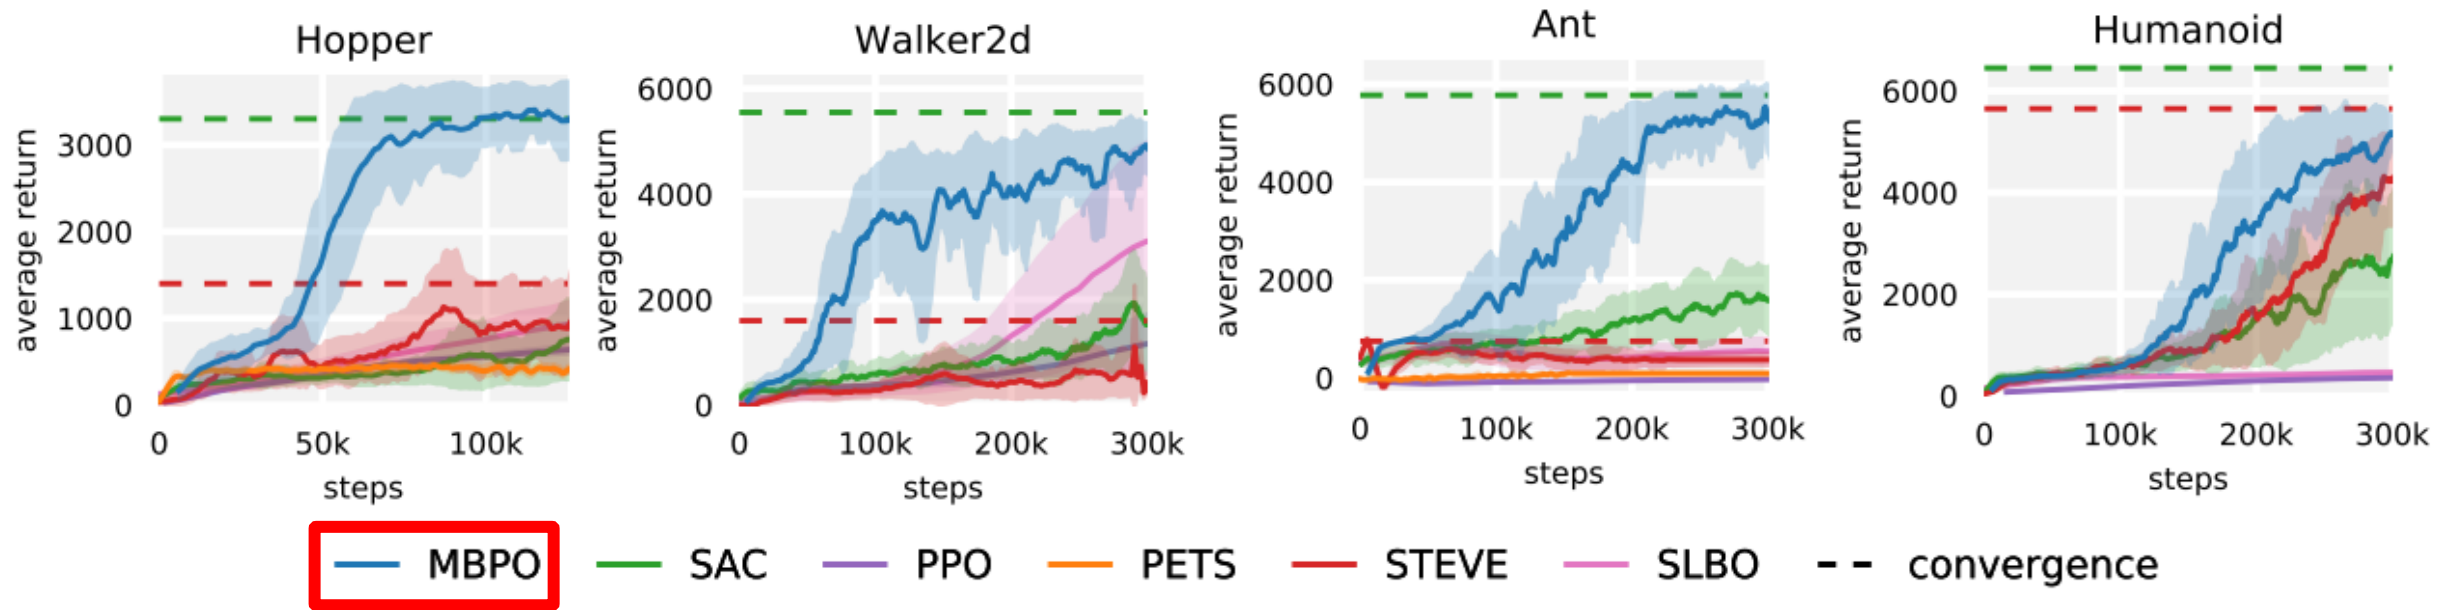 Hopper
Walker2d
Ant
Humanoid
average return
3000
2000
1000
0
0 50k 100k
steps
average return
6000
4000
2000
0
0 100k 200k 300k
steps
average return
6000
4000
2000
0
0 100k 200k 300k
steps
average return
6000
4000
2000
0
0 100k 200k 300k
steps
MBPO SAC PPO PETS STEVE SLBO convergence